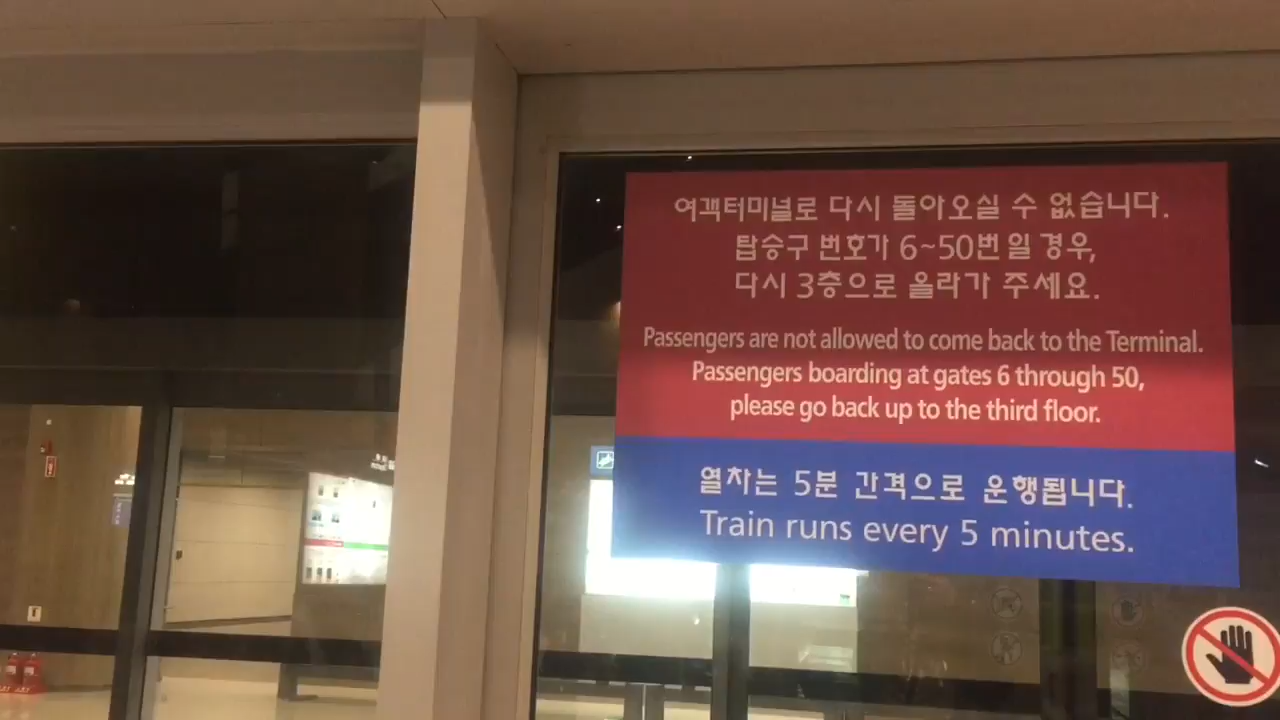 여객터미널로 다시 돌아오실 수 없습니다.
탑승구 번호가 6~50번일 경우,
다시 3층으로 올라가 주세요.
Passengers are not allowed to come back to the Terminal.
Passengers boarding at gates 6 through 50,
please go back up to the third floor.
열차는 5분 간격으로 운행됩니다.
Train runs every 5 minutes.